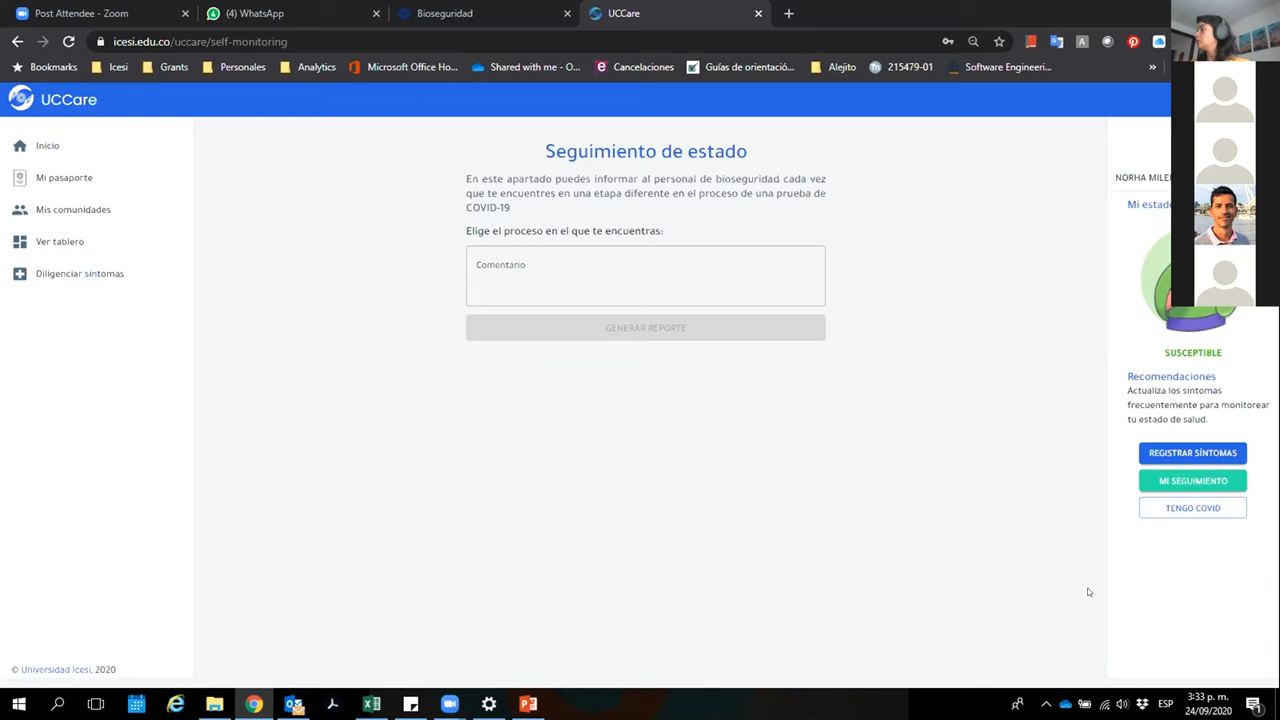 Post Attendee - Zoom
(4) WhatsApp
Bioseguridad
UCCare
icesi.edu.co/uccare/self-monitoring
Bookmarks
Icesi
Grants
Personales
Analytics
Microsoft Office Ho...
Shared with me - O...
Cancelaciones
Guías de orientació...
Alejito
215479-01
Software Engineeri...
»
UCCare
Inicio
Mi pasaporte
Mis comunidades
Ver tablero
Diligenciar síntomas
© Universidad Icesi, 2020
Seguimiento de estado
En este apartado puedes informar al personal de bioseguridad cada vez
que te encuentres en una etapa diferente en el proceso de una prueba de
COVID-19
Elige el proceso en el que te encuentras:
Comentario
GENERAR REPORTE
NORHA MILE
Mi estado
SUSCEPTIBLE
Recomendaciones
Actualiza los síntomas
frecuentemente para monitorear
tu estado de salud.
REGISTRAR SÍNTOMAS
MI SEGUIMIENTO
TENGO COVID
ESP
3:33 p. m.
24/09/2020